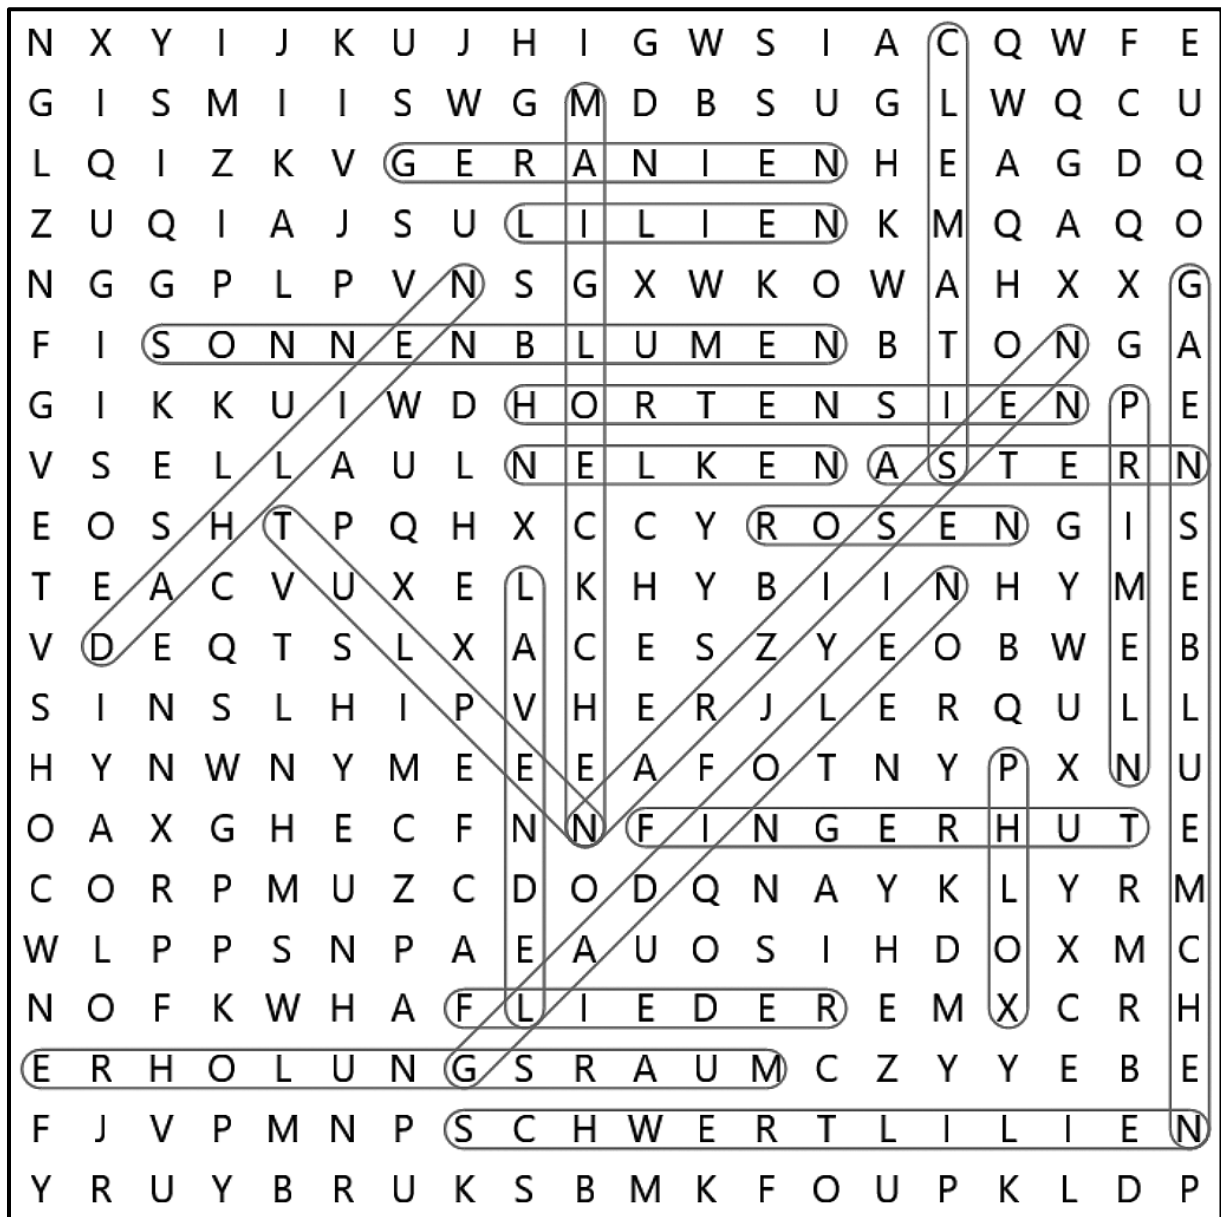 N X Y I J K U J H I G W S I A C Q W F E
G I S M I I S W G M D B S U G L W Q C U
L Q I Z K V G E R A N I E N H E A G D Q
Z U Q I A J S U L I L I E N K M Q A Q O
N G G P L P V N S G X W K O W A H X X G
F I S O N N E N B L U M E N B T O N G A
G I K K U I W D H O R T E N S I E N P E
V S E L L A U L N E L K E N A S T E R N
E O S H T P Q H X C C Y R O S E N G I S
T E A C V U X E L K H Y B I I N H Y M E
V D E Q T S L X A C E S Z Y E O B W E B
S I N S L H I P V H E R J L E R Q U L L
H Y N W N Y M E E E A F O T N Y P X N U
O A X G H E C F N N F I N G E R H U T E
C O R P M U Z C D O D Q N A Y K L Y R M
W L P P S N P A E A U O S I H D O X M C
N O F K W H A F L I E D E R E M X C R H
E R H O L U N G S R A U M C Z Y Y E B E
F J V P M N P S C H W E R T L I L I E N
Y R U Y B R U K S B M K F O U P K L D P